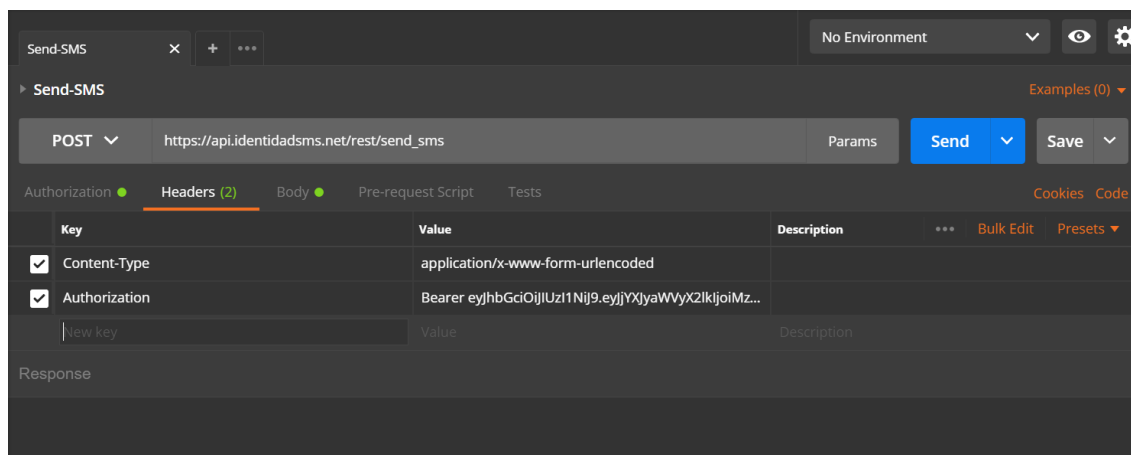 Send-SMS
No Environment
Send-SMS
Examples (0)
POST https://api.identidadsms.net/rest/send_sms Params Send Save
Authorization Headers (2) Body Pre-request Script Tests Cookies Code
Key Value Description Bulk Edit Presets
Content-Type application/x-www-form-urlencoded
Authorization Bearer eyJhbGciOiJIUzI1NiJ9.eyJjYXJyaWVyX2lkIjoiMz...
New key Value Description
Response